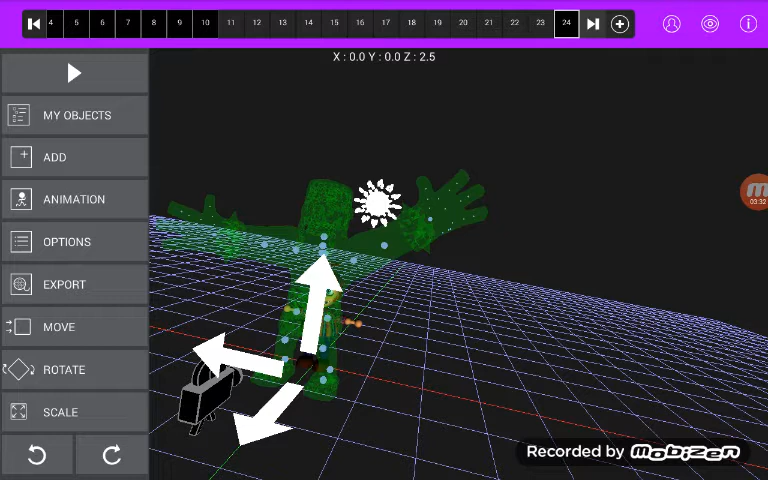 4 5 6 7 8 9 10 11 12 13 14 15 16 17 18 19 20 21 22 23 24
X : 0.0 Y : 0.0 Z : 2.5
MY OBJECTS
ADD
ANIMATION
OPTIONS
EXPORT
MOVE
ROTATE
SCALE
03:32
Recorded by mobizen